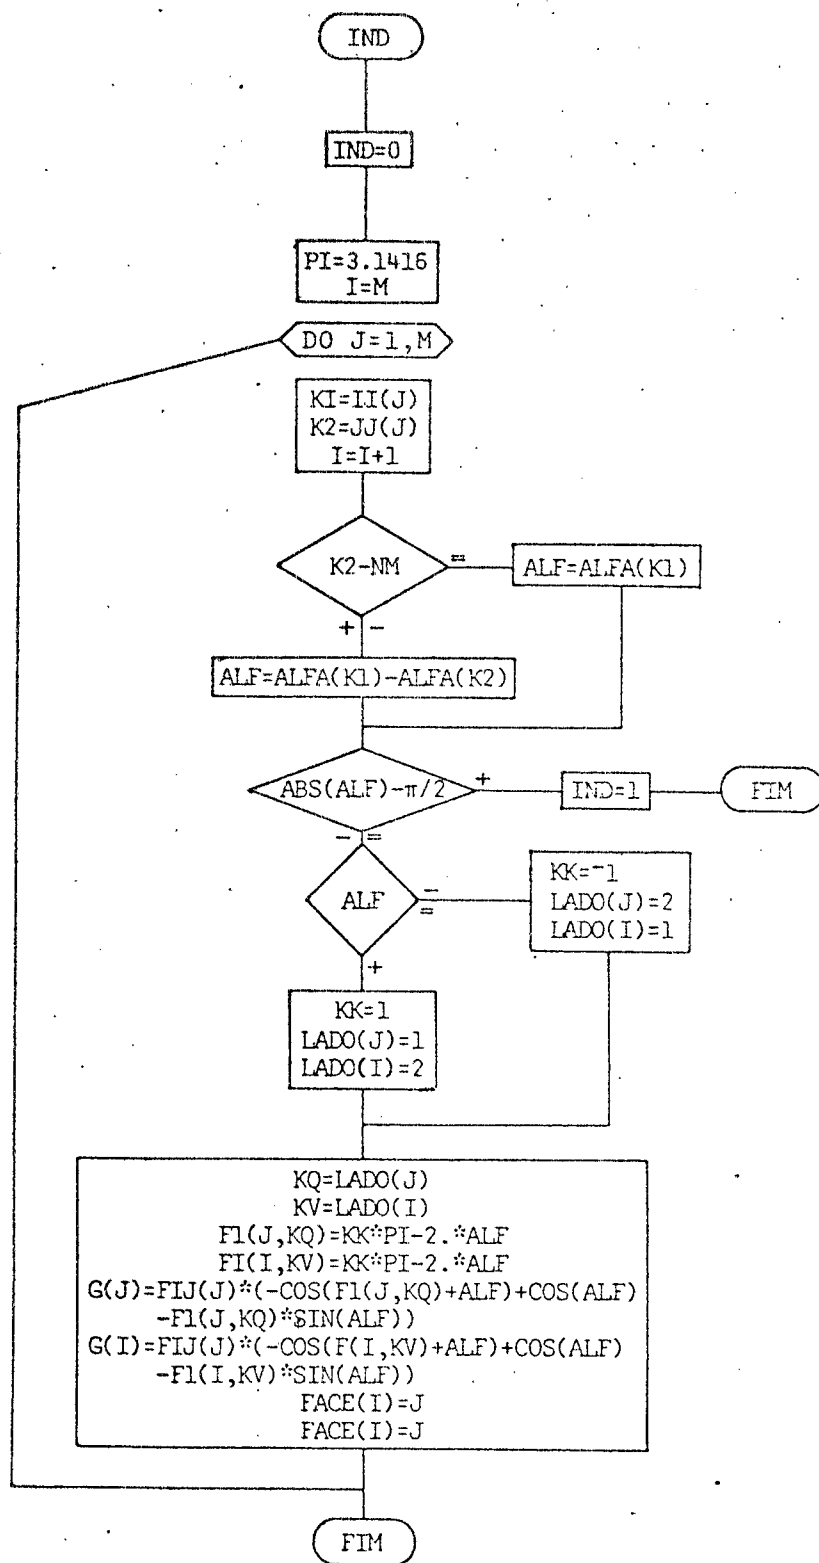 IND
IND=0
PI=3.1416
I=M
DO J=1,M
KI=II(J)
K2=JJ(J)
I=I+1
K2-NM
=
ALF=ALFA(K1)
+ -
ALF=ALFA(K1)-ALFA(K2)
ABS(ALF)-π/2
+
IND=1
FIM
- =
ALF
-
=
KK=-1
LADO(J)=2
LADO(I)=1
+
KK=1
LADO(J)=1
LADO(I)=2
KQ=LADO(J)
KV=LADO(I)
F1(J,KQ)=KK*PI-2.*ALF
FI(I,KV)=KK*PI-2.*ALF
G(J)=FIJ(J)*(-COS(F1(J,KQ)+ALF)+COS(ALF)
-F1(J,KQ)*SIN(ALF))
G(I)=FIJ(J)*(-COS(F(I,KV)+ALF)+COS(ALF)
-F1(I,KV)*SIN(ALF))
FACE(I)=J
FACE(I)=J
FIM